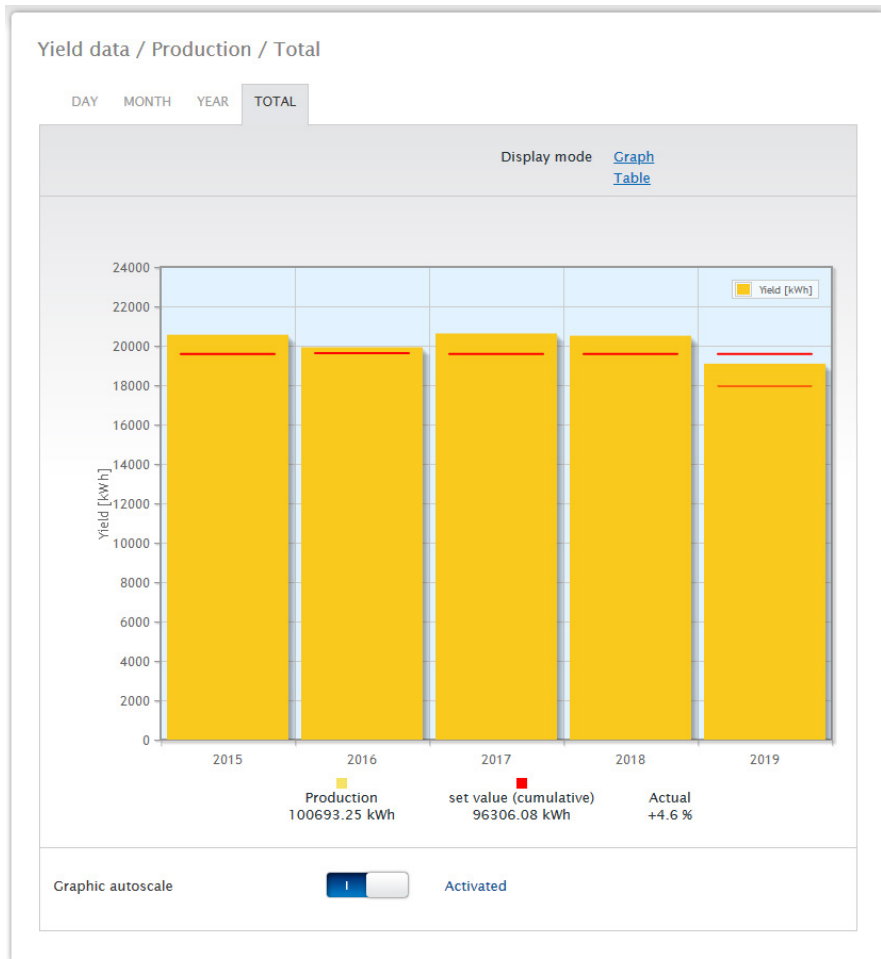 Yield data / Production / Total
DAY MONTH YEAR TOTAL
Display mode Graph
Table
24000
Yield [kWh]
22000
20000
18000
16000
14000
Yield [kWh]
12000
10000
8000
6000
4000
2000
0
2015 2016 2017 2018 2019
Production set value (cumulative) Actual
100693.25 kWh 96306.08 kWh +4.6 %
Graphic autoscale I Activated